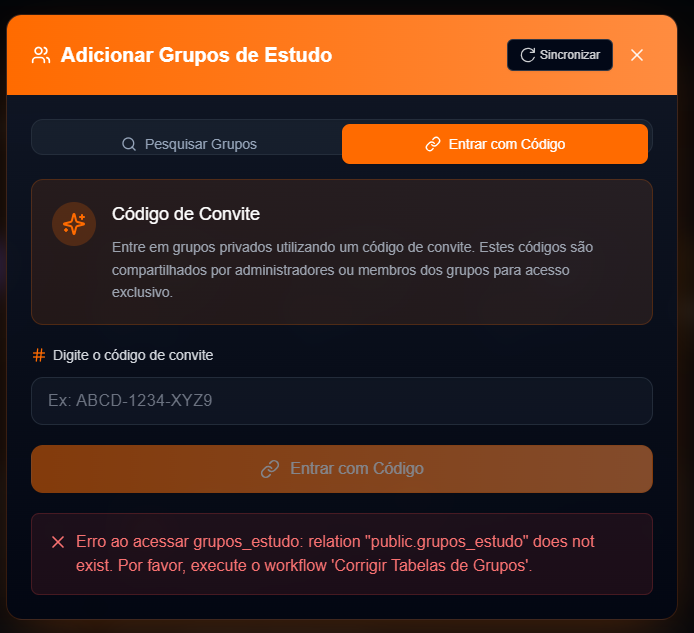 Adicionar Grupos de Estudo
Sincronizar
Pesquisar Grupos
Entrar com Código
Código de Convite
Entre em grupos privados utilizando um código de convite. Estes códigos são
compartilhados por administradores ou membros dos grupos para acesso
exclusivo.
# Digite o código de convite
Ex: ABCD-1234-XYZ9
Entrar com Código
Erro ao acessar grupos_estudo: relation "public.grupos_estudo" does not
exist. Por favor, execute o workflow 'Corrigir Tabelas de Grupos'.